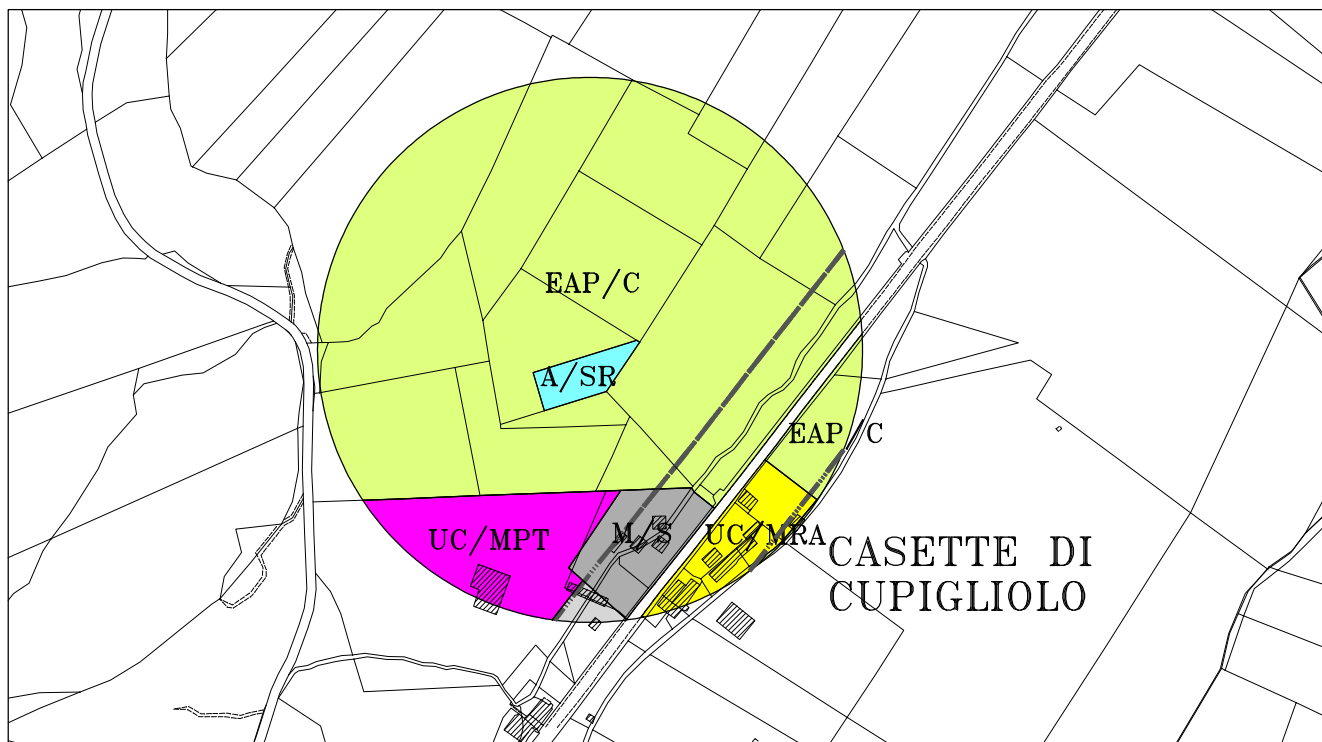 EAP/C
A/SR
EAP/C
UC/MPT
M/S
UC/MRA
CASETTE DI
CUPIGLIOLO